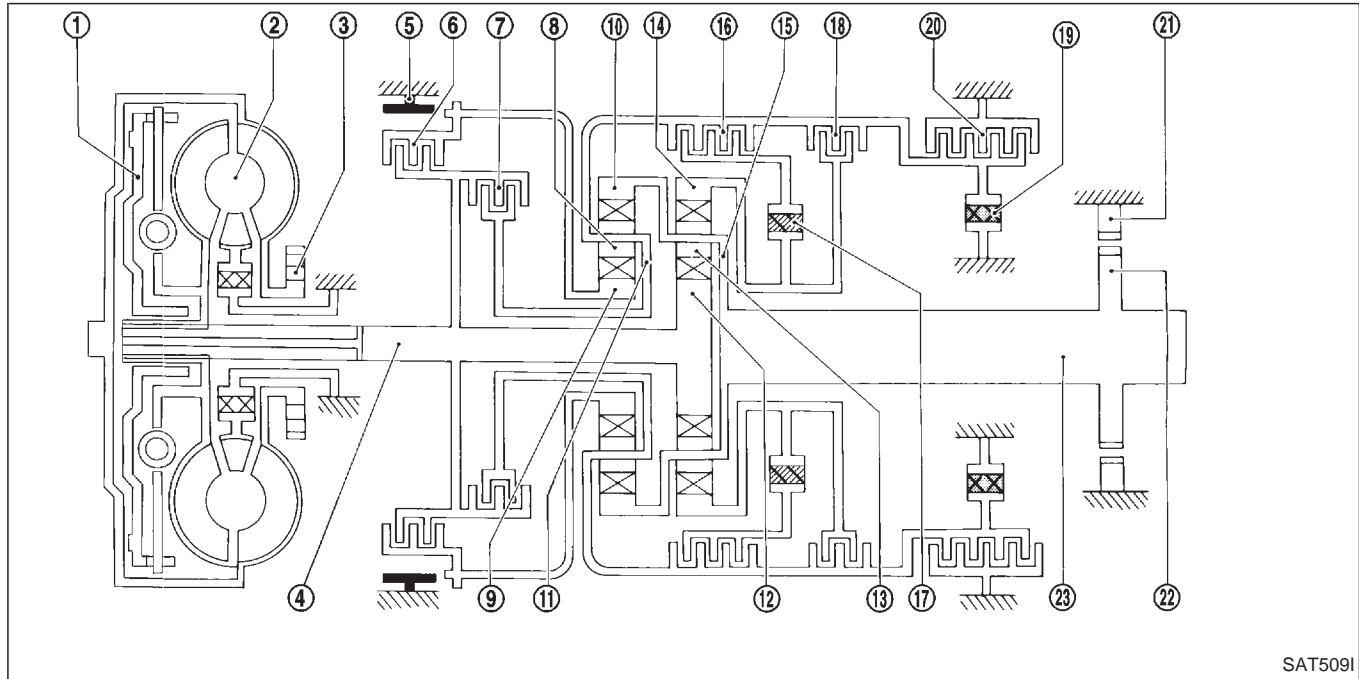 ① ② ③ ⑤ ⑥ ⑦ ⑧ ⑩ ⑭ ⑯ ⑮ ⑱ ⑳ ⑲ ㉑
④ ⑨ ⑪ ⑫ ⑬ ⑰ ㉓ ㉒
SAT509I